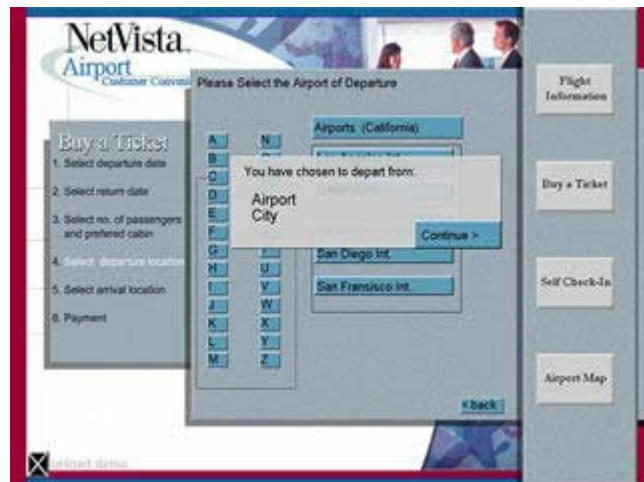 NetVista
Airport
Customer
Please Select the Airport of Departure
Buy a Ticket
1. Select departure date
2. Select return date
3. Select no. of passengers
and prefered cabin
4. Select departure location
5. Select arrival location
6. Payment
A
B
C
D
E
F
G
H
I
J
K
L
M
N
U
V
W
X
Y
Z
Airports (California)
You have chosen to depart from:
Airport
City
Continue >
San Diego Int.
San Fransisco Int.
< back
Flight
Information
Buy a Ticket
Self Check-In
Airport Map